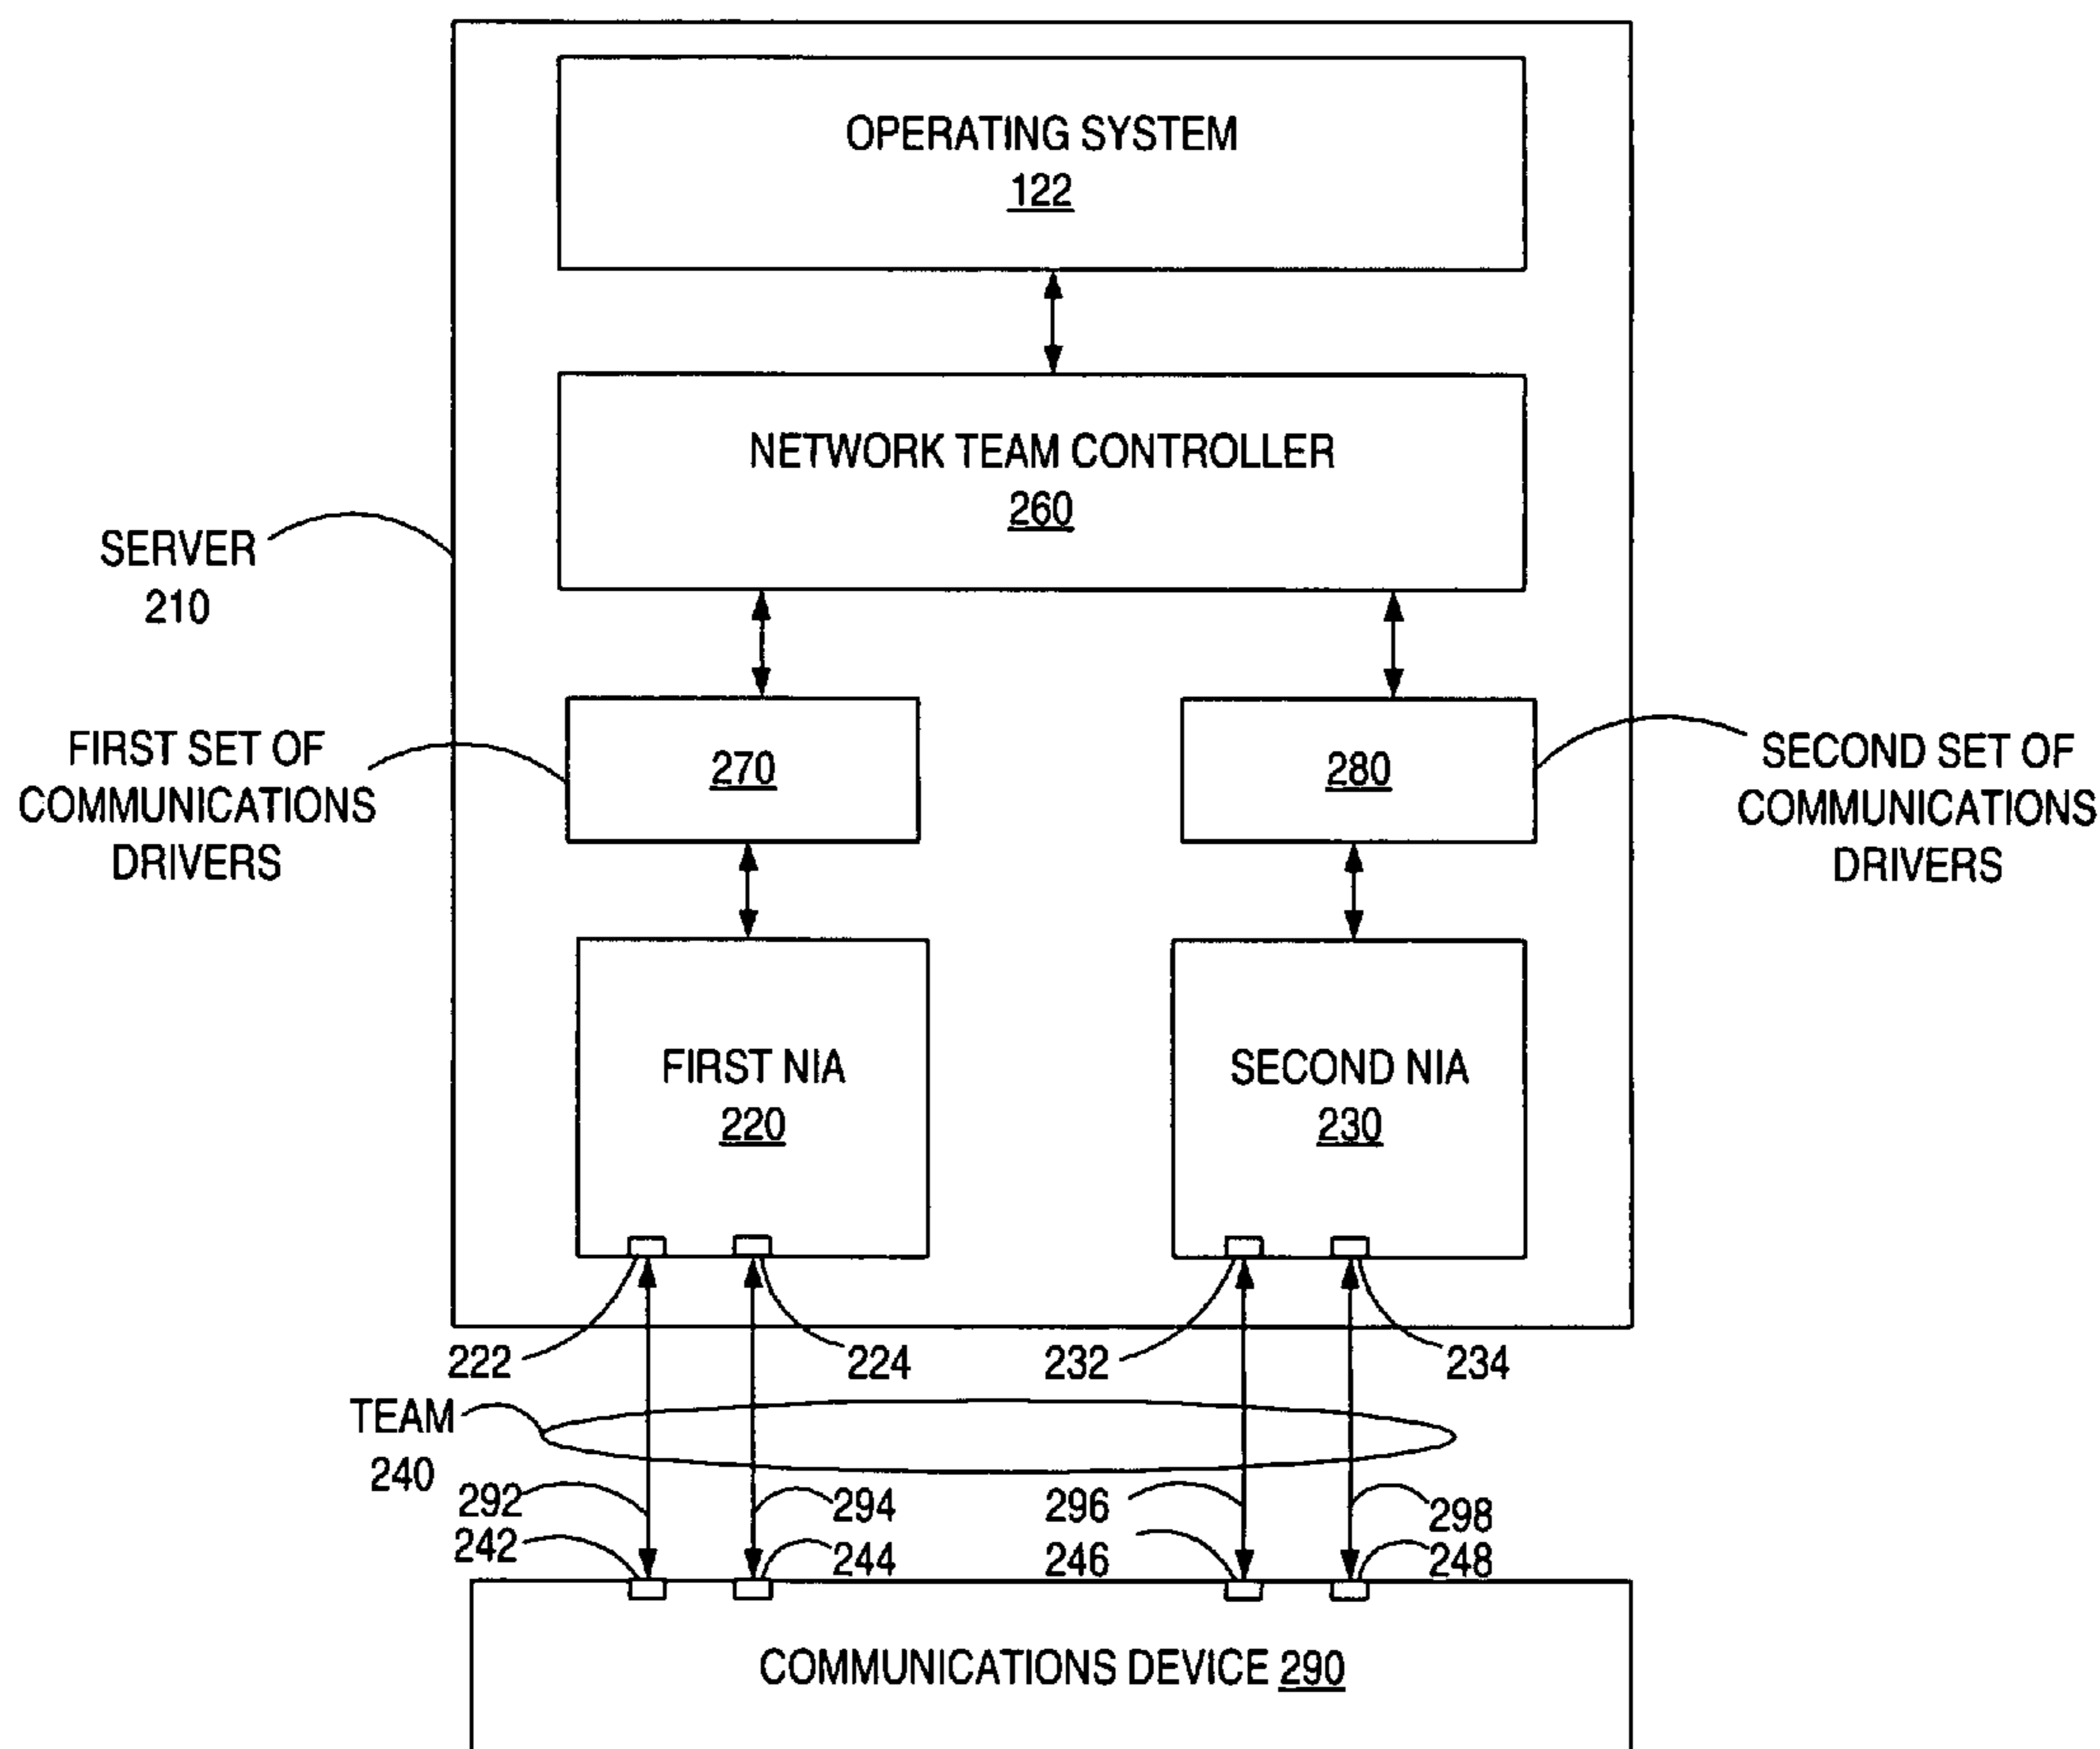 OPERATING SYSTEM
122
NETWORK TEAM CONTROLLER
260
SERVER
210
FIRST SET OF
COMMUNICATIONS
DRIVERS
270
280
SECOND SET OF
COMMUNICATIONS
DRIVERS
FIRST NIA
220
SECOND NIA
230
222
224
232
234
TEAM
240
292
294
296
298
242
244
246
248
COMMUNICATIONS DEVICE 290